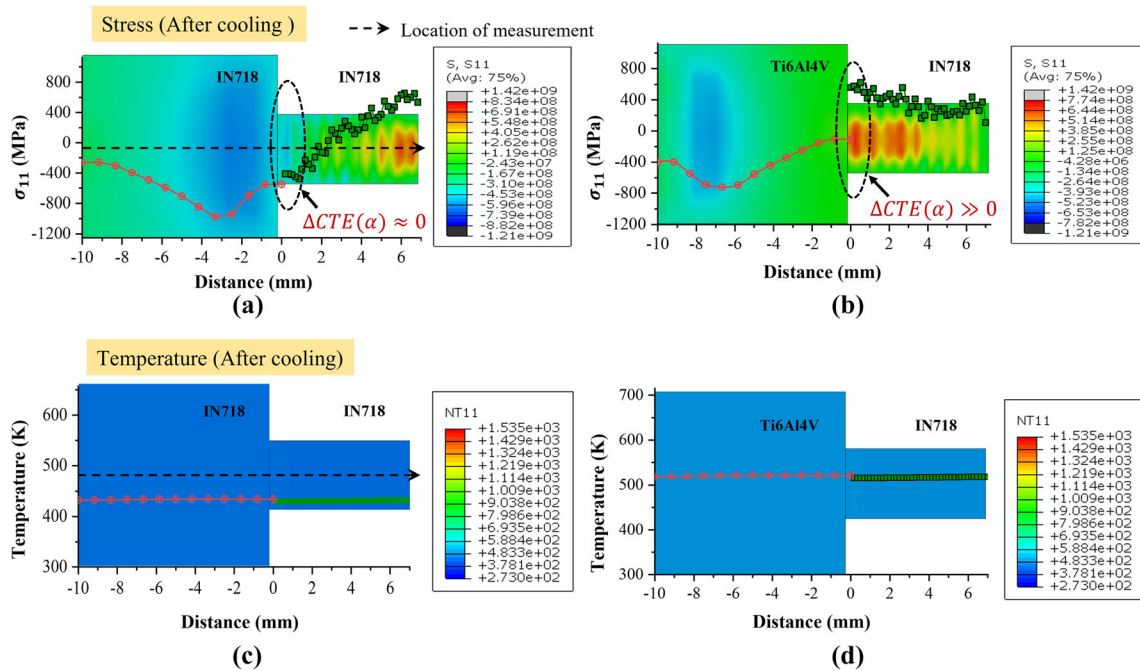 Stress (After cooling )
Location of measurement
IN718
IN718
σ11 (MPa)
800
400
0
-400
-800
-1200
ΔCTE(α) ≈ 0
-10 -8 -6 -4 -2 0 2 4 6
Distance (mm)
(a)
S, S11
(Avg: 75%)
+1.42e+09
+8.34e+08
+6.91e+08
+5.48e+08
+4.05e+08
+2.62e+08
+1.19e+08
-2.43e+07
-1.67e+08
-3.10e+08
-4.53e+08
-5.96e+08
-7.39e+08
-8.82e+08
-1.21e+09
Ti6Al4V
IN718
σ11 (MPa)
800
400
0
-400
-800
-1200
ΔCTE(α) ≫ 0
-10 -8 -6 -4 -2 0 2 4 6
Distance (mm)
(b)
S, S11
(Avg: 75%)
+1.42e+09
+7.74e+08
+6.44e+08
+5.14e+08
+3.85e+08
+2.55e+08
+1.25e+08
-4.28e+06
-1.34e+08
-2.64e+08
-3.93e+08
-5.23e+08
-6.53e+08
-7.82e+08
-1.21e+09
Temperature (After cooling)
IN718
IN718
Temperature (K)
600
550
500
450
400
350
300
-10 -8 -6 -4 -2 0 2 4 6
Distance (mm)
(c)
NT11
+1.535e+03
+1.429e+03
+1.324e+03
+1.219e+03
+1.114e+03
+1.009e+03
+9.038e+02
+7.986e+02
+6.935e+02
+5.884e+02
+4.833e+02
+3.781e+02
+2.730e+02
Ti6Al4V
IN718
Temperature (K)
700
600
500
400
300
-10 -8 -6 -4 -2 0 2 4 6
Distance (mm)
(d)
NT11
+1.535e+03
+1.429e+03
+1.324e+03
+1.219e+03
+1.114e+03
+1.009e+03
+9.038e+02
+7.986e+02
+6.935e+02
+5.884e+02
+4.833e+02
+3.781e+02
+2.730e+02